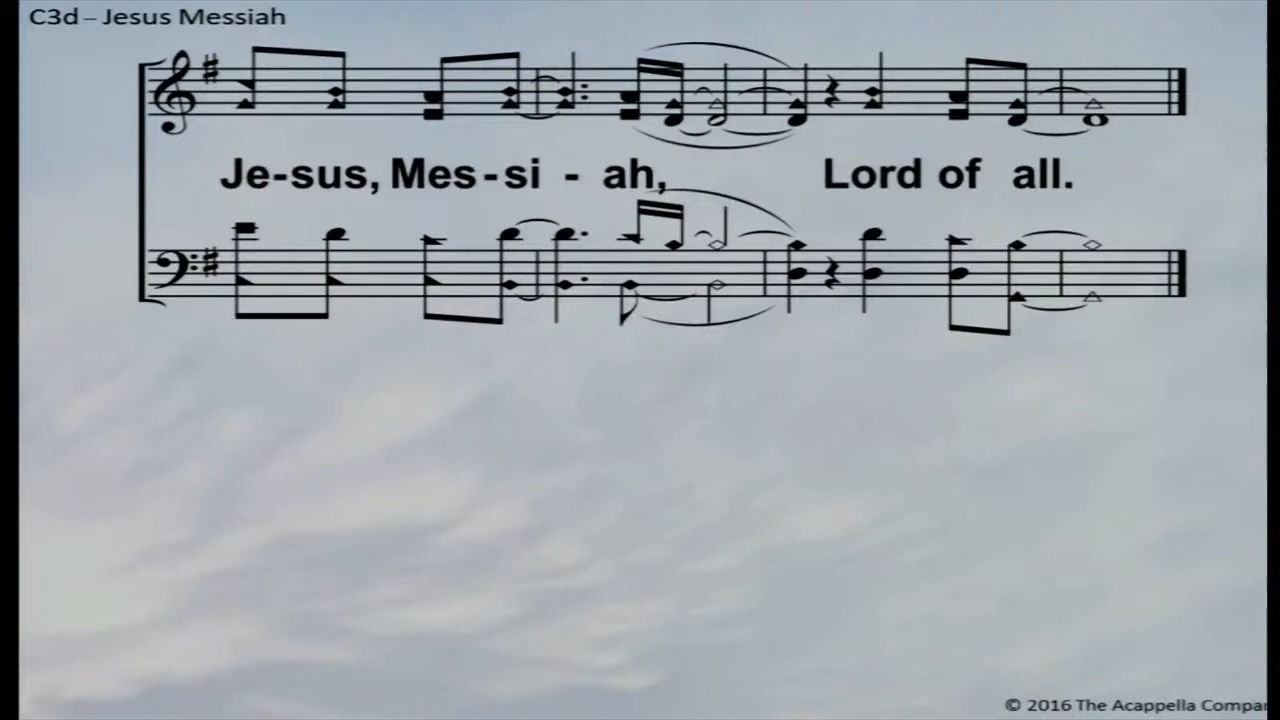 C3d – Jesus Messiah
Je-sus, Mes-si - ah, Lord of all.
© 2016 The Acappella Compa